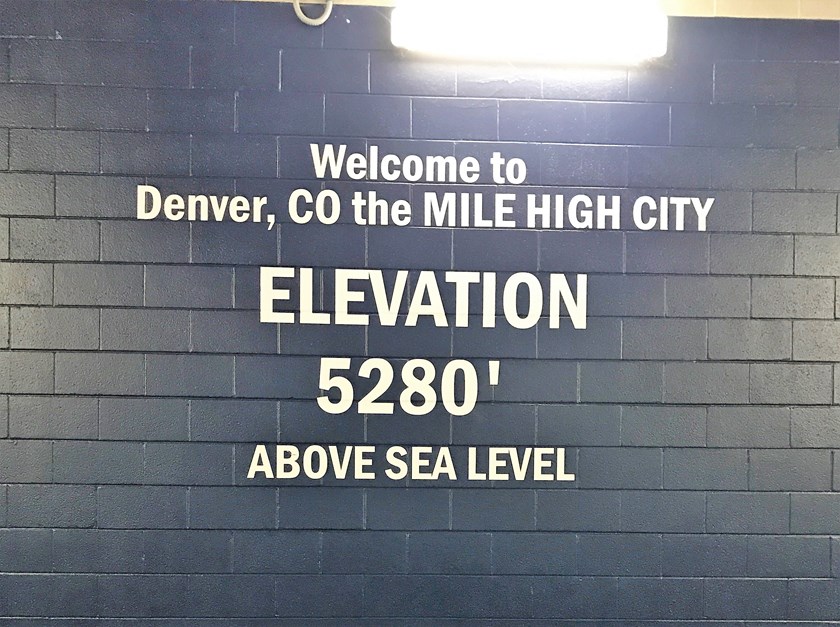 Welcome to
Denver, CO the MILE HIGH CITY
ELEVATION
5280'
ABOVE SEA LEVEL